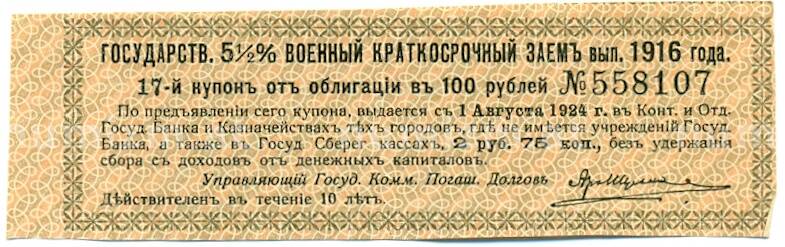 ГОСУДАРСТВ. 5½% ВОЕННЫЙ КРАТКОСРОЧНЫЙ ЗАЕМЪ ВЫП. 1916 ГОДА.
17-й купонъ отъ облигаціи въ 100 рублей №558107
По предъявленіи сего купона, выдается съ 1 Августа 1924 г. въ Конт. и Отд.
Госуд. Банка и Казначействахъ тѣхъ городовъ, гдѣ не имѣется учрежденій Госуд.
Банка, а также въ Госуд. Сберег. кассахъ, 2 руб. 75 коп., безъ удержанія
сбора съ доходовъ отъ денежныхъ капиталовъ.
Управляющій Госуд. Комм. Погаш. Долговъ
Дѣйствителенъ въ теченіе 10 лѣтъ.